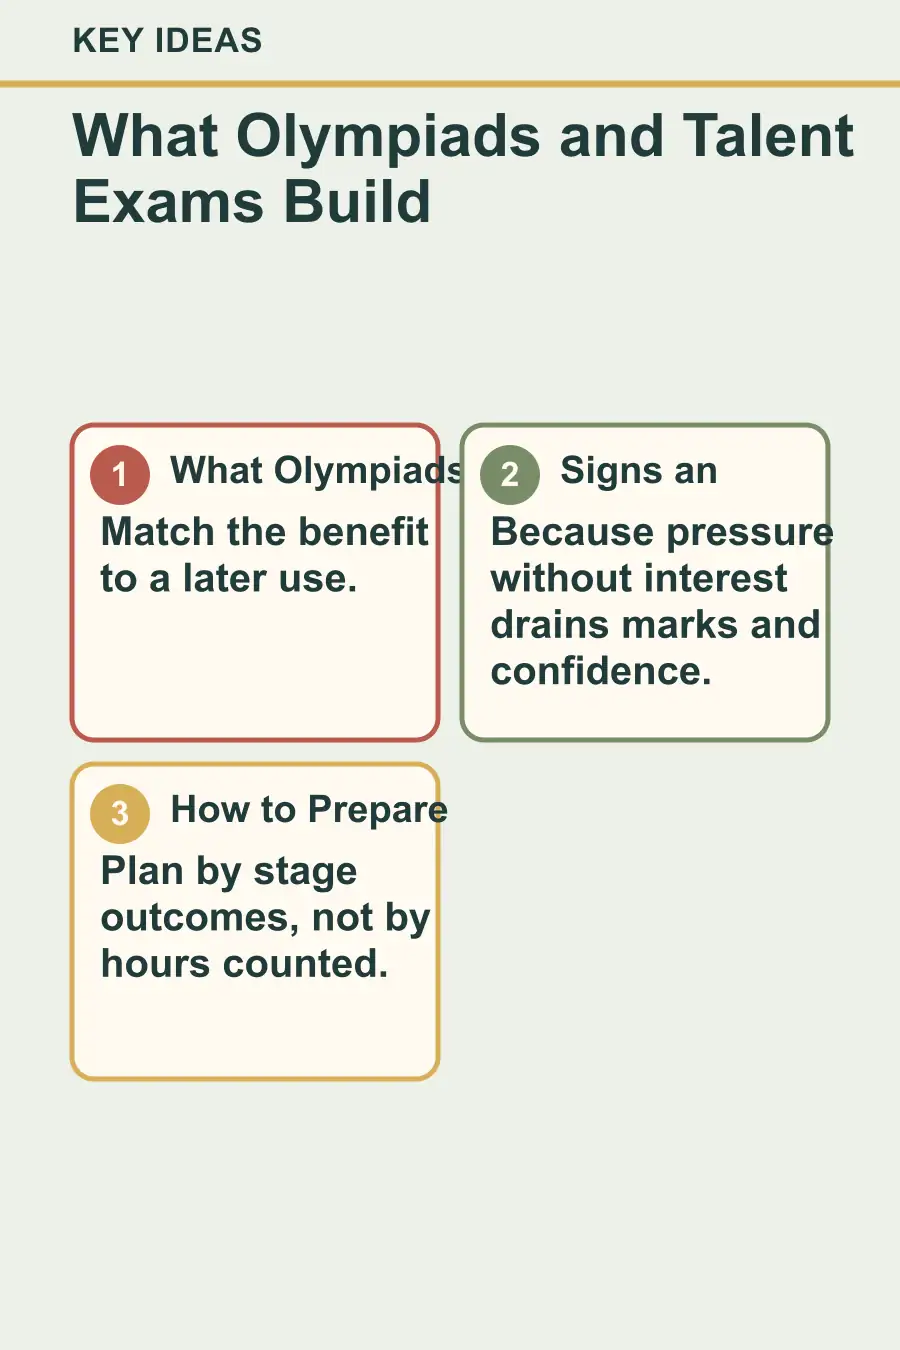 KEY IDEAS
What Olympiads and Talent
Exams Build
1
What Olympiads
Match the benefit
to a later use.
2
Signs an
Because pressure
without interest
drains marks and
confidence.
3
How to Prepare
Plan by stage
outcomes, not by
hours counted.